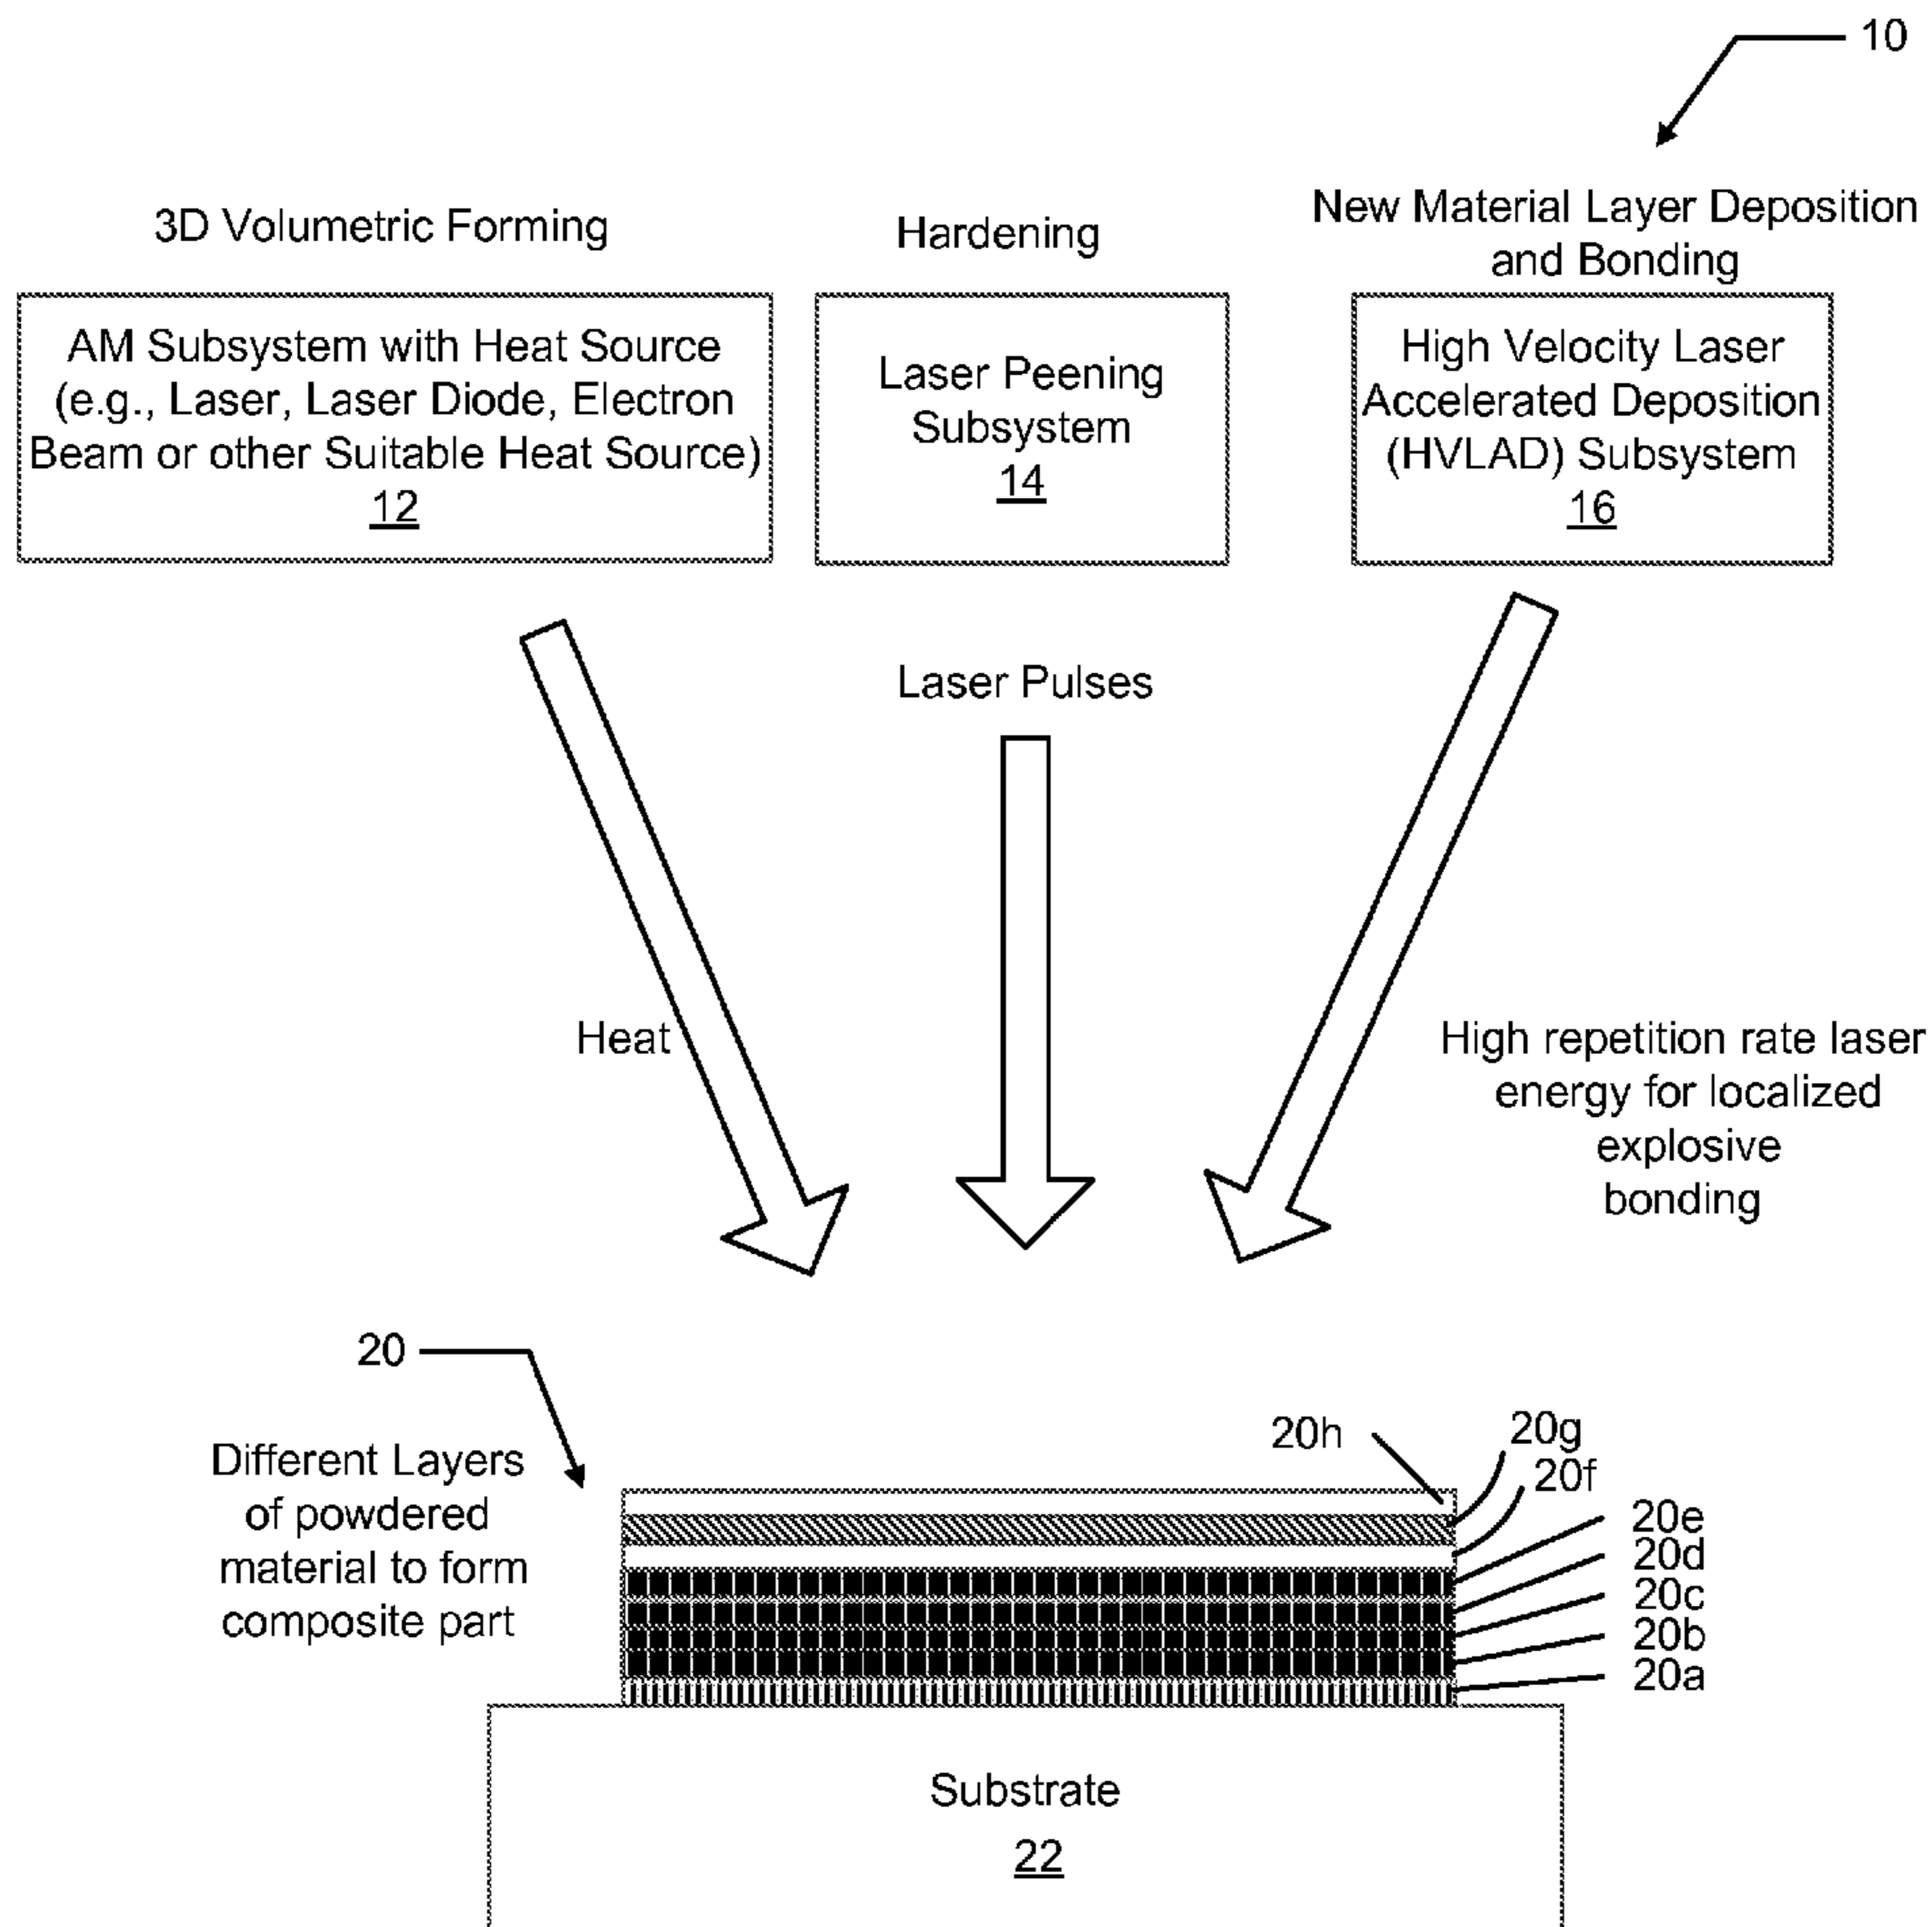 10
3D Volumetric Forming
Hardening
New Material Layer Deposition
and Bonding
AM Subsystem with Heat Source
(e.g., Laser, Laser Diode, Electron
Beam or other Suitable Heat Source)
12
Laser Peening
Subsystem
14
High Velocity Laser
Accelerated Deposition
(HVLAD) Subsystem
16
Laser Pulses
Heat
High repetition rate laser
energy for localized
explosive
bonding
20
Different Layers
of powdered
material to form
composite part
20h
20g
20f
20e
20d
20c
20b
20a
Substrate
22